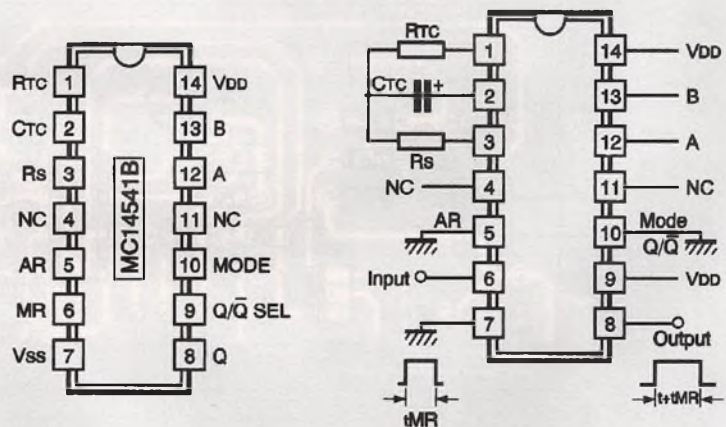 RTC 1 14 VDD
CTC 2 13 B
Rs 3 12 A
NC 4 11 NC
AR 5 10 MODE
MR 6 9 Q/Q̅ SEL
Vss 7 8 Q
MC14541B
RTC 1 14 VDD
CTC + 2 13 B
Rs 3 12 A
NC 4 11 NC
AR 5 10 Mode
Q/Q̅
Input 6 9 VDD
7 8 Output
tMR
t+tMR